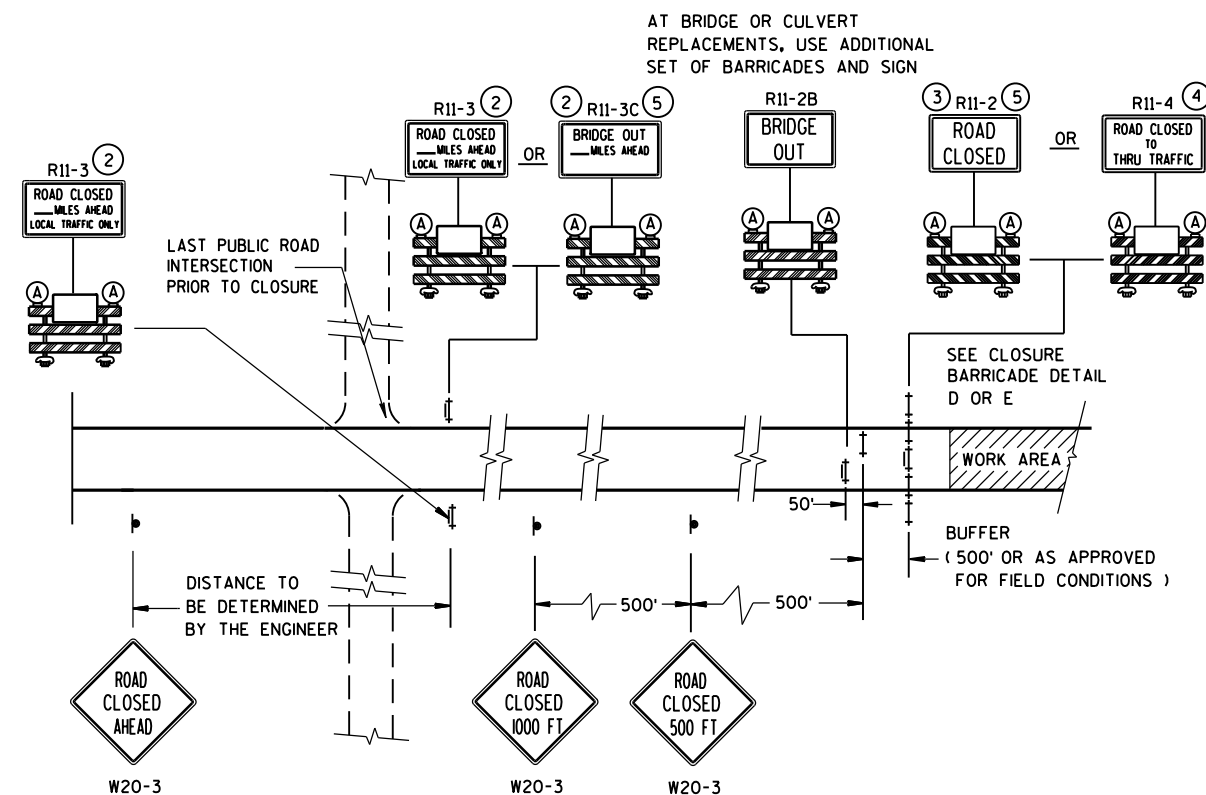 AT BRIDGE OR CULVERT
REPLACEMENTS, USE ADDITIONAL
SET OF BARRICADES AND SIGN
R11-3 2
ROAD CLOSED
___MILES AHEAD
LOCAL TRAFFIC ONLY
A A
R11-3 2
ROAD CLOSED
___MILES AHEAD
LOCAL TRAFFIC ONLY
A A
OR
2 R11-3C 5
BRIDGE OUT
___MILES AHEAD
A A
R11-2B
BRIDGE
OUT
A A
3 R11-2 5
ROAD
CLOSED
A A
OR
R11-4 4
ROAD CLOSED
TO
THRU TRAFFIC
A A
LAST PUBLIC ROAD
INTERSECTION
PRIOR TO CLOSURE
SEE CLOSURE
BARRICADE DETAIL
D OR E
WORK AREA
50'
BUFFER
( 500' OR AS APPROVED
FOR FIELD CONDITIONS )
DISTANCE TO
BE DETERMINED
BY THE ENGINEER
500'
500'
ROAD
CLOSED
AHEAD
W20-3
ROAD
CLOSED
1000 FT
W20-3
ROAD
CLOSED
500 FT
W20-3